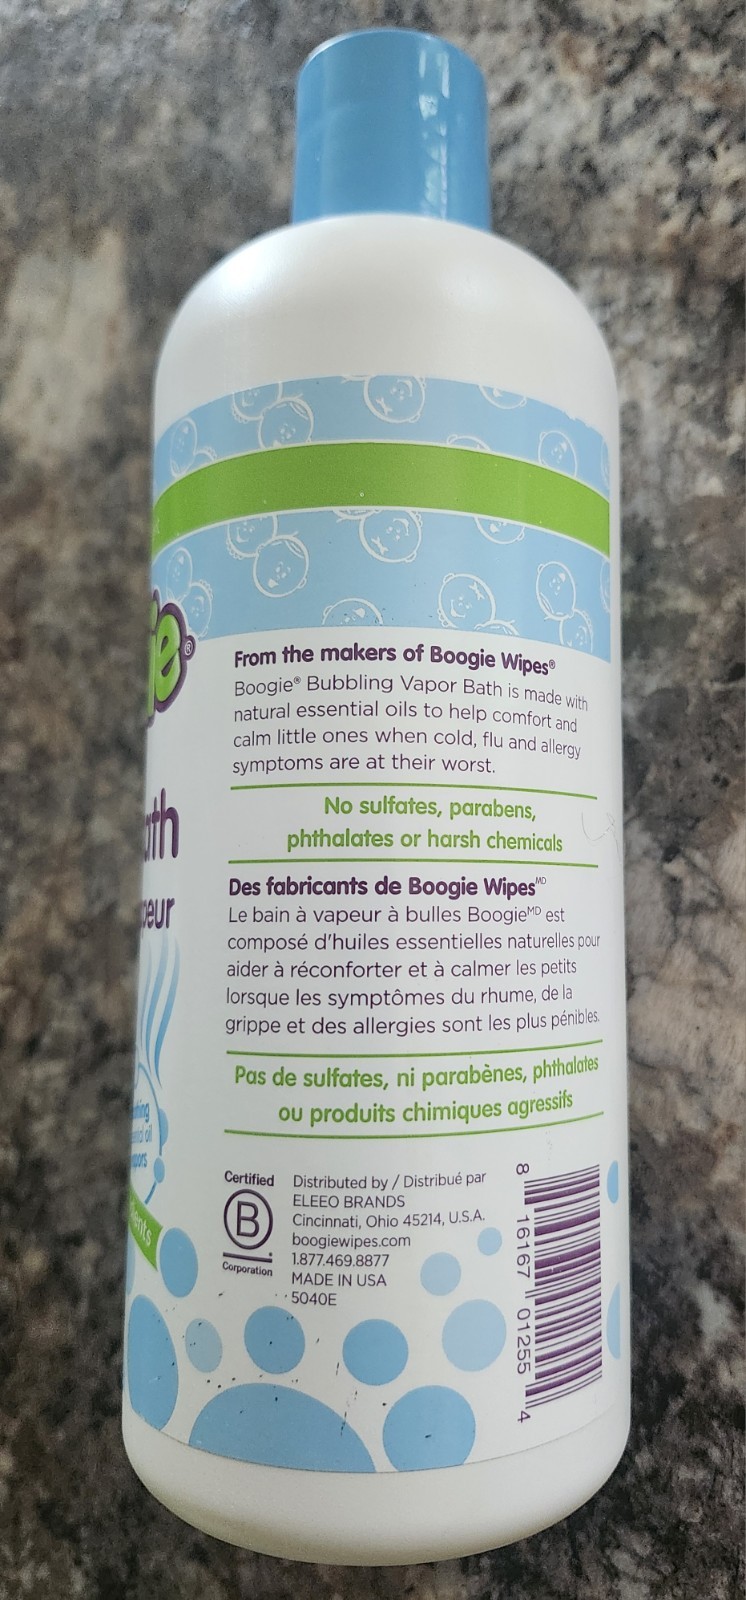 ie®
ath
peur
From the makers of Boogie Wipes®
Boogie® Bubbling Vapor Bath is made with
natural essential oils to help comfort and
calm little ones when cold, flu and allergy
symptoms are at their worst.
No sulfates, parabens,
phthalates or harsh chemicals
Des fabricants de Boogie WipesMD
Le bain à vapeur à bulles BoogieMD est
composé d'huiles essentielles naturelles pour
aider à réconforter et à calmer les petits
lorsque les symptômes du rhume, de la
grippe et des allergies sont les plus pénibles.
Pas de sulfates, ni parabènes, phthalates
ou produits chimiques agressifs
Certified
B
Corporation
Distributed by / Distribué par
ELEEO BRANDS
Cincinnati, Ohio 45214, U.S.A.
boogiewipes.com
1.877.469.8877
MADE IN USA
5040E
8 16167 01255 4